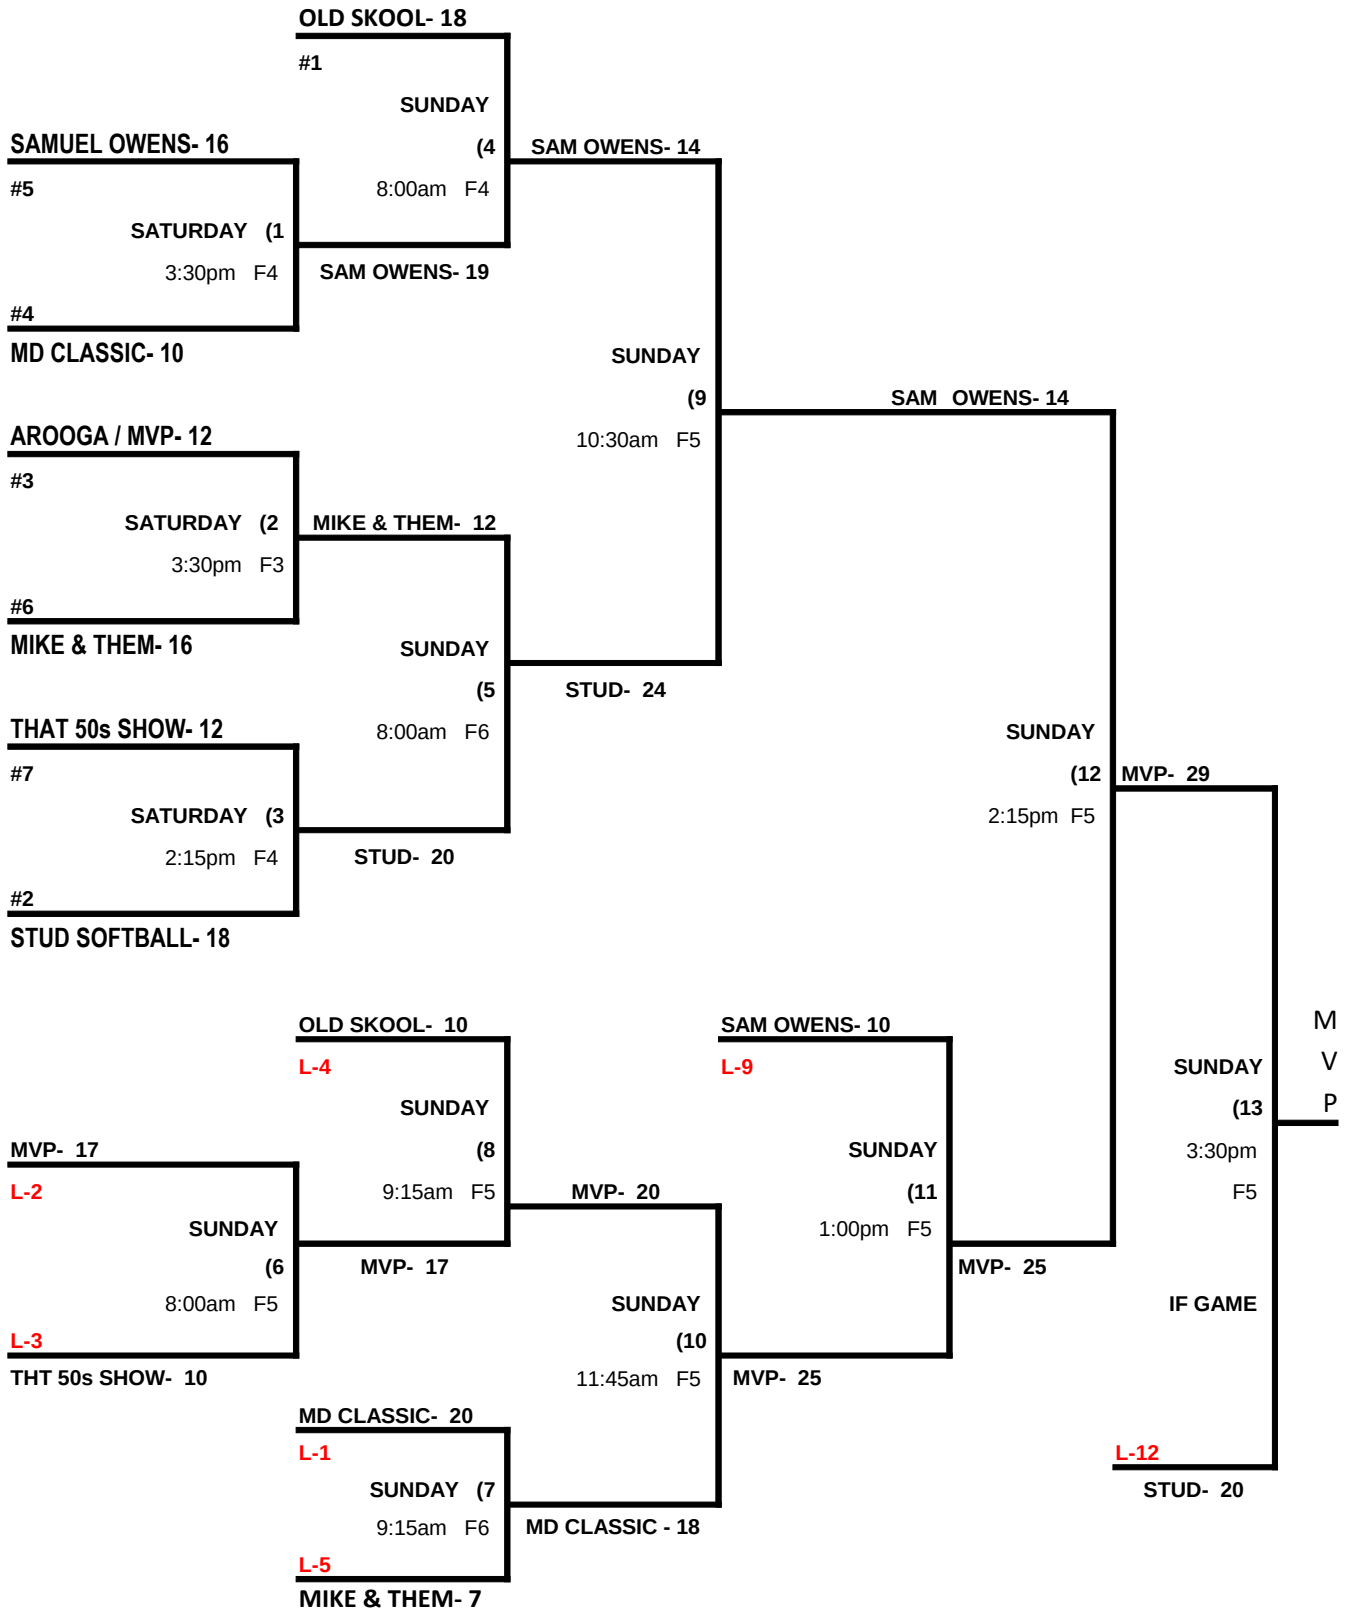 OLD SKOOL- 18
#1
SUNDAY
SAMUEL OWENS- 16
(4
SAM OWENS- 14
#5
8:00am F4
SATURDAY (1
3:30pm F4
SAM OWENS- 19
#4
MD CLASSIC- 10
SUNDAY
(9
SAM OWENS- 14
AROOGA / MVP- 12
10:30am F5
#3
SATURDAY (2
MIKE & THEM- 12
3:30pm F3
#6
MIKE & THEM- 16
SUNDAY
(5
STUD- 24
THAT 50s SHOW- 12
8:00am F6
SUNDAY
#7
(12
MVP- 29
SATURDAY (3
2:15pm F5
2:15pm F4
STUD- 20
#2
STUD SOFTBALL- 18
OLD SKOOL- 10
SAM OWENS- 10
M
L-4
L-9
SUNDAY
V
SUNDAY
(13
P
MVP- 17
(8
SUNDAY
3:30pm
L-2
9:15am F5
MVP- 20
(11
F5
SUNDAY
1:00pm F5
(6
MVP- 17
MVP- 25
8:00am F5
SUNDAY
IF GAME
L-3
(10
THT 50s SHOW- 10
11:45am F5
MVP- 25
MD CLASSIC- 20
L-1
L-12
SUNDAY (7
STUD- 20
9:15am F6
MD CLASSIC - 18
L-5
MIKE & THEM- 7